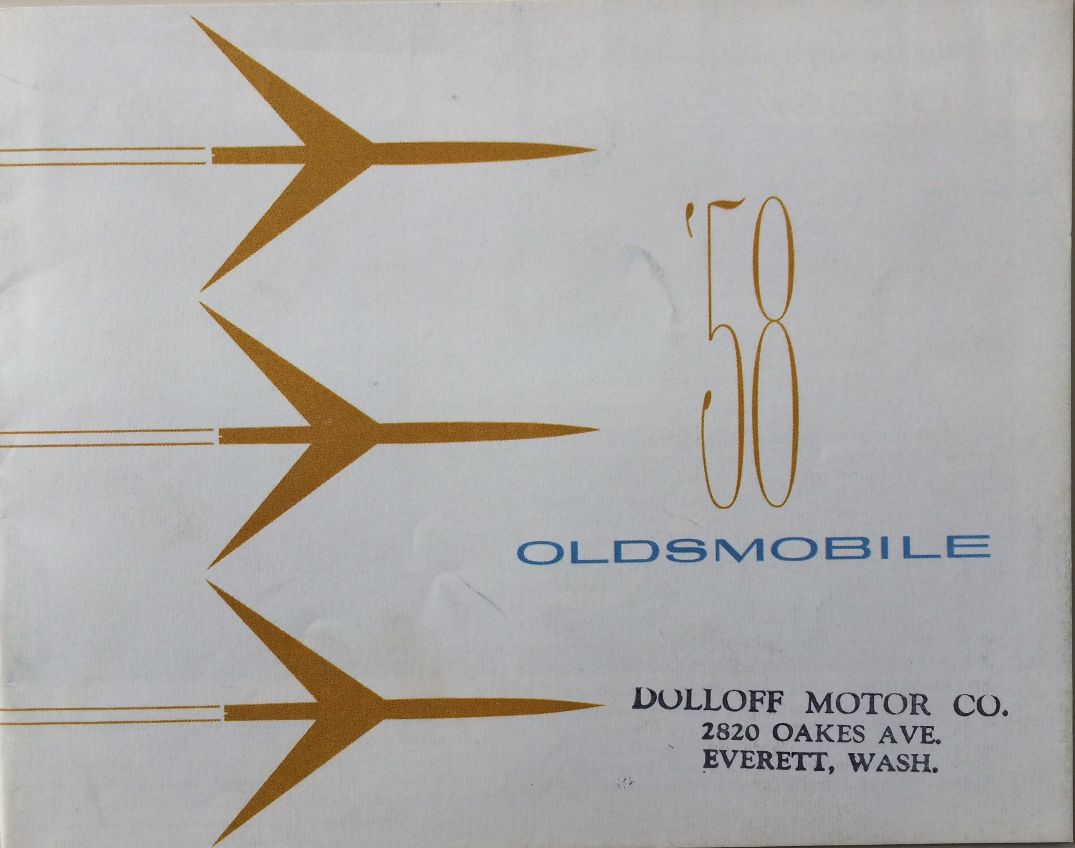 '58
OLDSMOBILE
DOLLOFF MOTOR CO.
2820 OAKES AVE.
EVERETT, WASH.